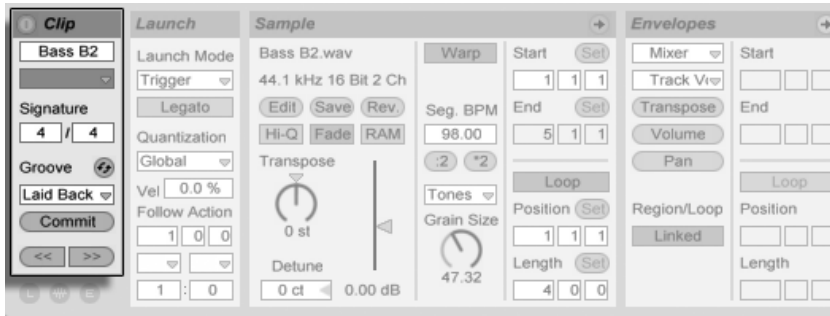 Clip
Bass B2
Signature
4 / 4
Groove
Laid Back
Commit
<< >>
L E
Launch
Launch Mode
Trigger
Legato
Quantization
Global
Vel 0.0 %
Follow Action
1 0 0
1 : 0
Sample
Bass B2.wav
44.1 kHz 16 Bit 2 Ch
Edit Save Rev.
Hi-Q Fade RAM
Transpose
0 st
Detune
0 ct 0.00 dB
Warp
Seg. BPM
98.00
:2 *2
Tones
Grain Size
47.32
Start Set
1 1 1
End Set
5 1 1
Loop
Position Set
1 1 1
Length Set
4 0 0
Envelopes
Mixer
Track
Transpose
Volume
Pan
Region/Loop
Linked
Start
End
Loop
Position
Length